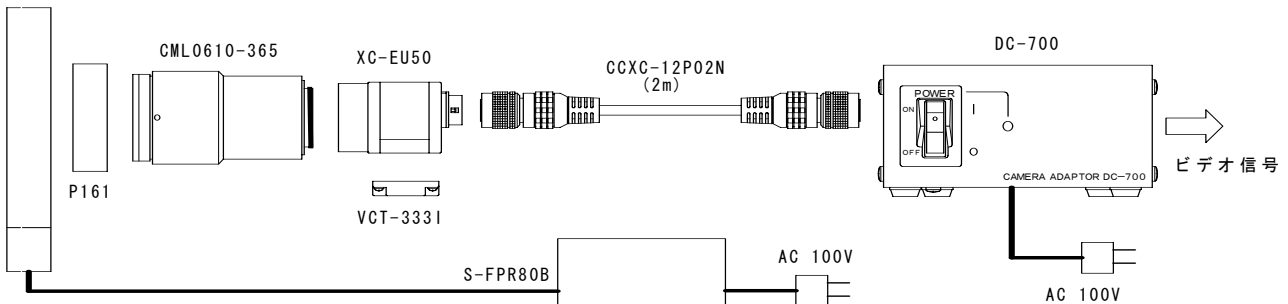 CML0610-365
XC-EU50
CCXC-12P02N
(2m)
DC-700
POWER
ON
OFF
CAMERA ADAPTOR DC-700
ビデオ信号
P161
VCT-333I
S-FPR80B
AC 100V
AC 100V